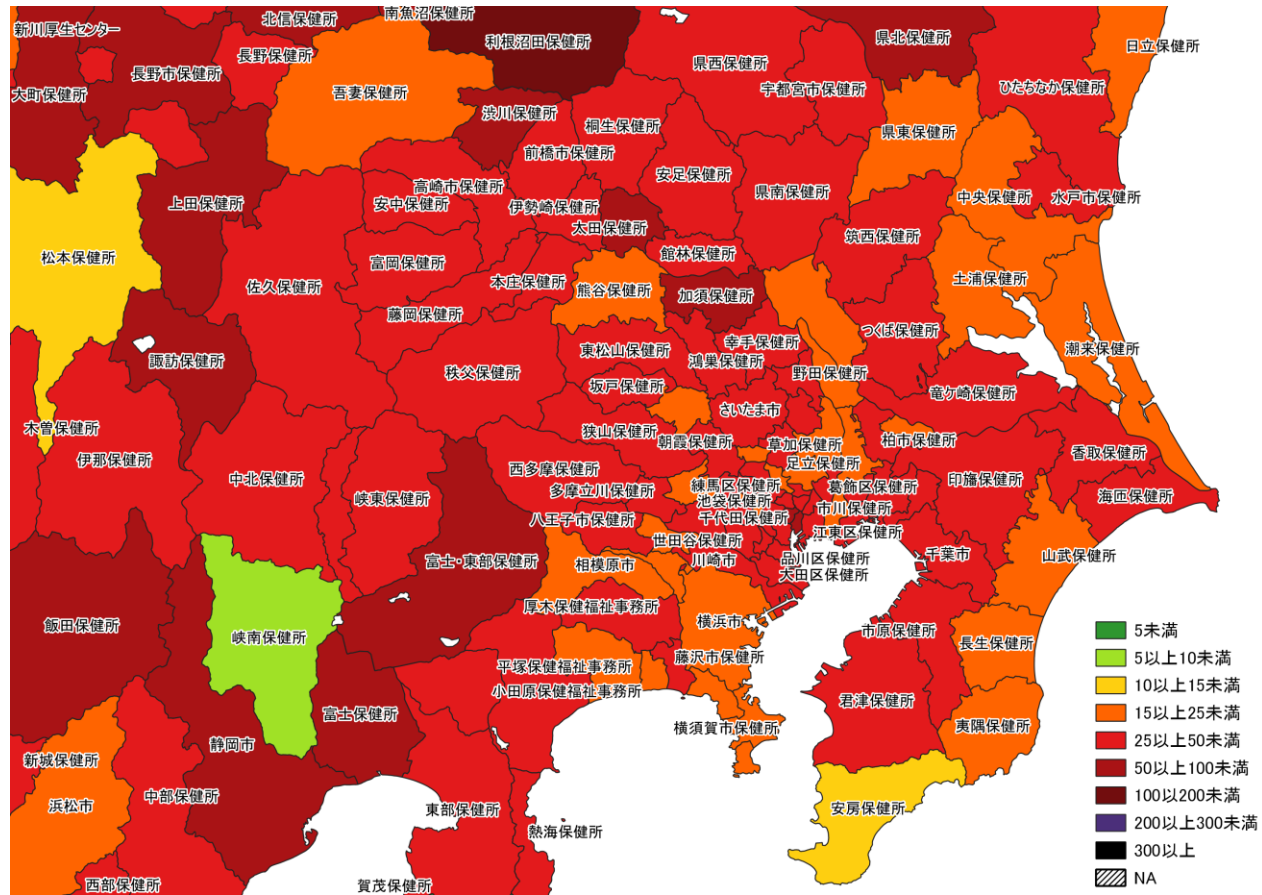 南魚沼保健所
北信保健所
新川厚生センター
利根沼田保健所
県北保健所
日立保健所
長野保健所
長野市保健所
県西保健所
ひたちなか保健所
大町保健所
吾妻保健所
宇都宮市保健所
渋川保健所
桐生保健所
県東保健所
前橋市保健所
安足保健所
高崎市保健所
県南保健所
中央保健所
水戸市保健所
上田保健所
安中保健所
伊勢崎保健所
太田保健所
筑西保健所
松本保健所
富岡保健所
館林保健所
佐久保健所
本庄保健所
熊谷保健所
加須保健所
土浦保健所
藤岡保健所
つくば保健所
幸手保健所
東松山保健所
鴻巣保健所
潮来保健所
諏訪保健所
秩父保健所
野田保健所
坂戸保健所
竜ケ崎保健所
さいたま市
木曽保健所
狭山保健所
朝霞保健所
草加保健所
柏市保健所
伊那保健所
香取保健所
足立保健所
西多摩保健所
中北保健所
峡東保健所
印旛保健所
練馬区保健所
葛飾区保健所
多摩立川保健所
海匝保健所
池袋保健所
市川保健所
八王子市保健所
千代田保健所
江東区保健所
世田谷保健所
千葉市
山武保健所
富士・東部保健所
相模原市
川崎市
品川区保健所
大田区保健所
厚木保健福祉事務所
横浜市
飯田保健所
峡南保健所
市原保健所
長生保健所
藤沢市保健所
平塚保健福祉事務所
小田原保健福祉事務所
君津保健所
富士保健所
夷隅保健所
横須賀市保健所
静岡市
新城保健所
中部保健所
浜松市
東部保健所
安房保健所
熱海保健所
西部保健所
賀茂保健所
5未満
5以上10未満
10以上15未満
15以上25未満
25以上50未満
50以上100未満
100以200未満
200以上300未満
300以上
NA